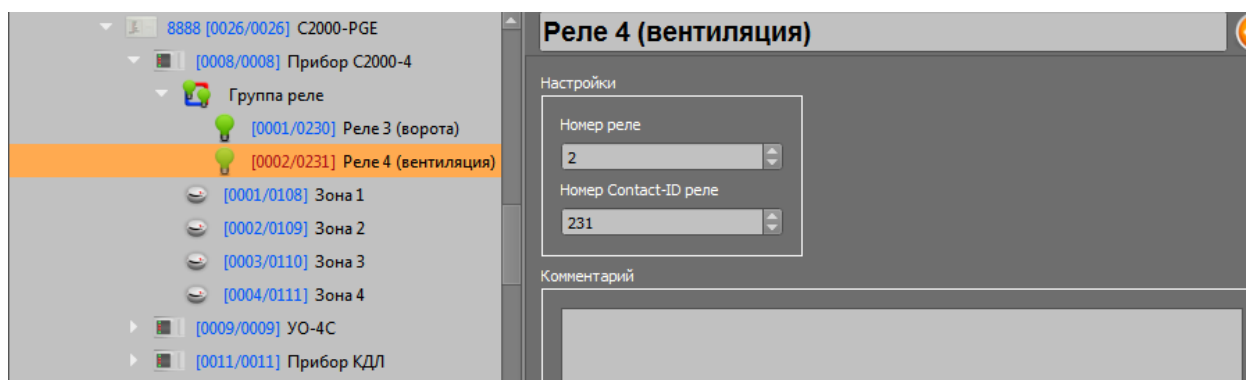 8888 [0026/0026] С2000-PGE
[0008/0008] Прибор С2000-4
Группа реле
[0001/0230] Реле 3 (ворота)
[0002/0231] Реле 4 (вентиляция)
[0001/0108] Зона 1
[0002/0109] Зона 2
[0003/0110] Зона 3
[0004/0111] Зона 4
[0009/0009] УО-4С
[0011/0011] Прибор КДЛ
Реле 4 (вентиляция)
Настройки
Номер реле
2
Номер Contact-ID реле
231
Комментарий